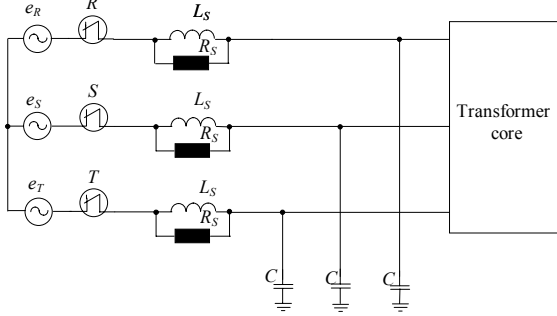 e_R R L_S
R_S
e_S S L_S
R_S
Transformer
core
e_T T L_S
R_S
C C C